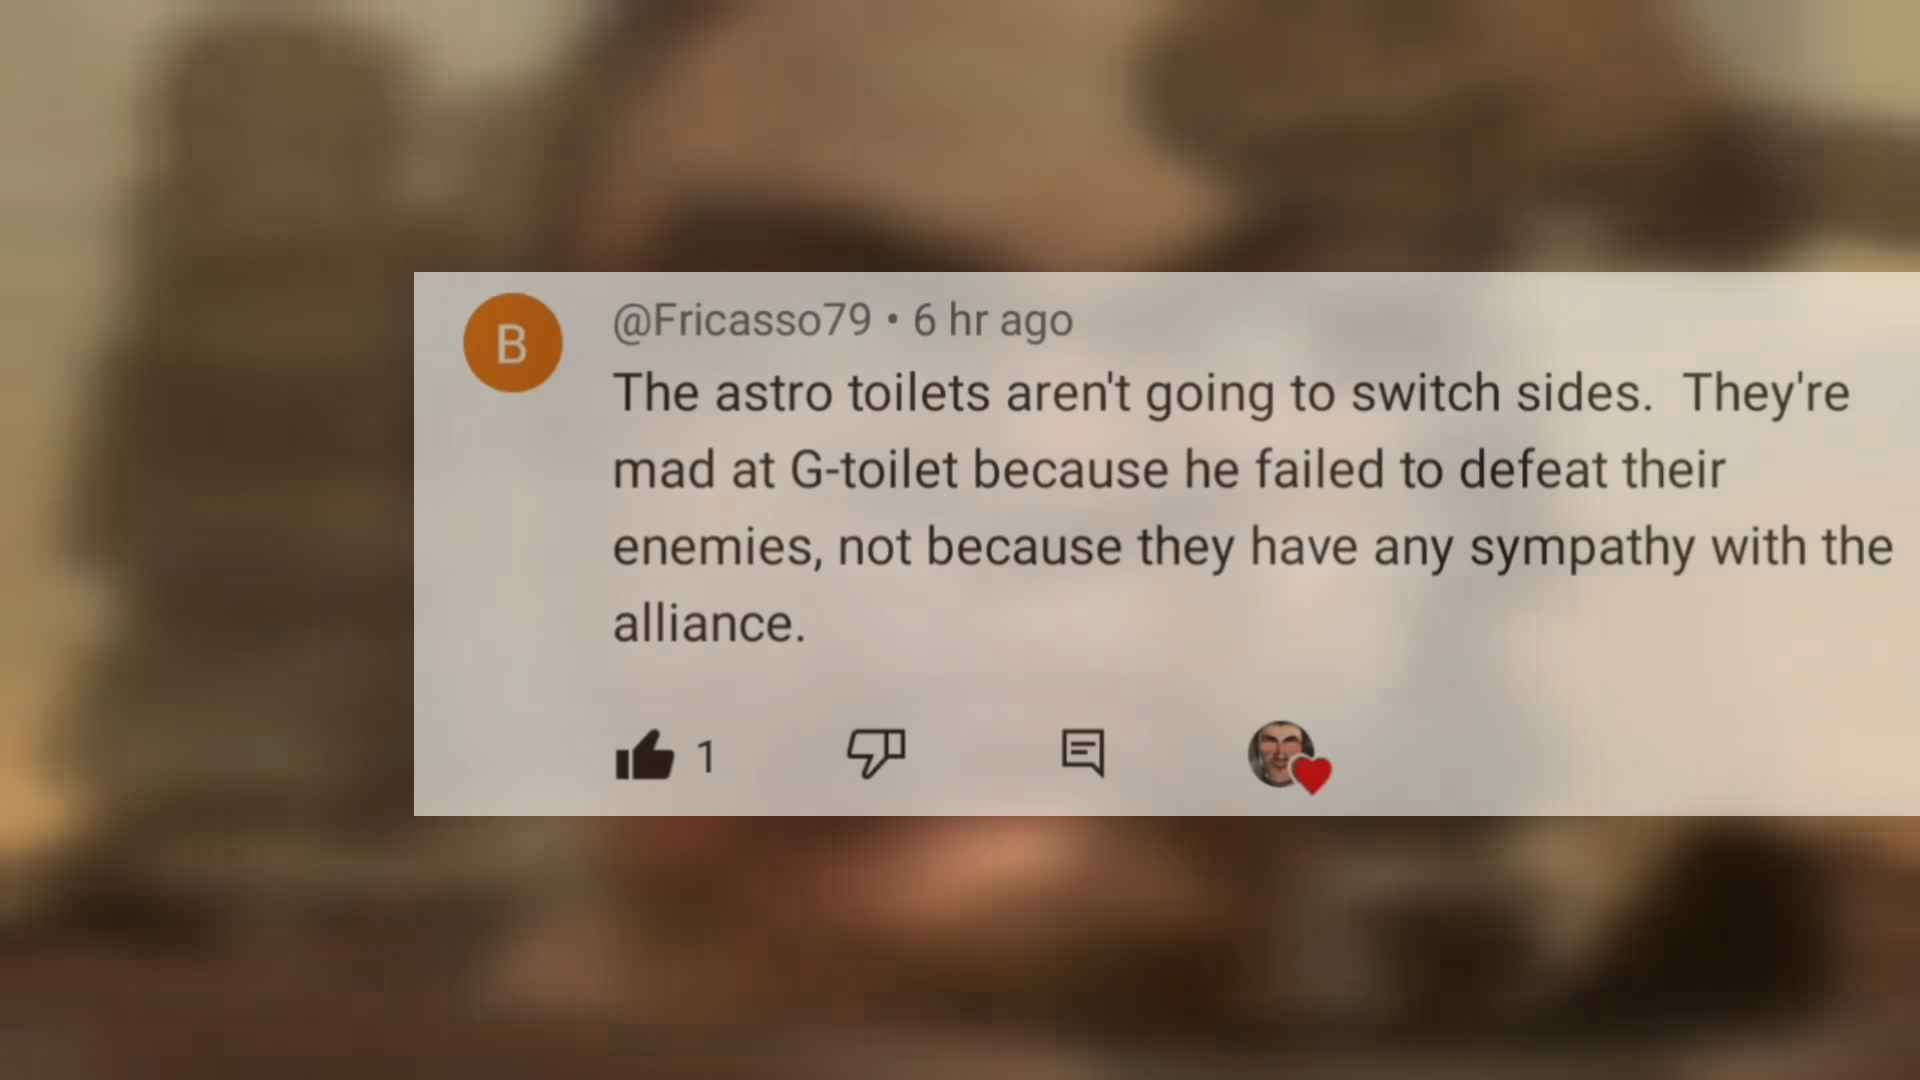 B
@Fricasso79 • 6 hr ago
The astro toilets aren't going to switch sides.  They're
mad at G-toilet because he failed to defeat their
enemies, not because they have any sympathy with the
alliance.
1